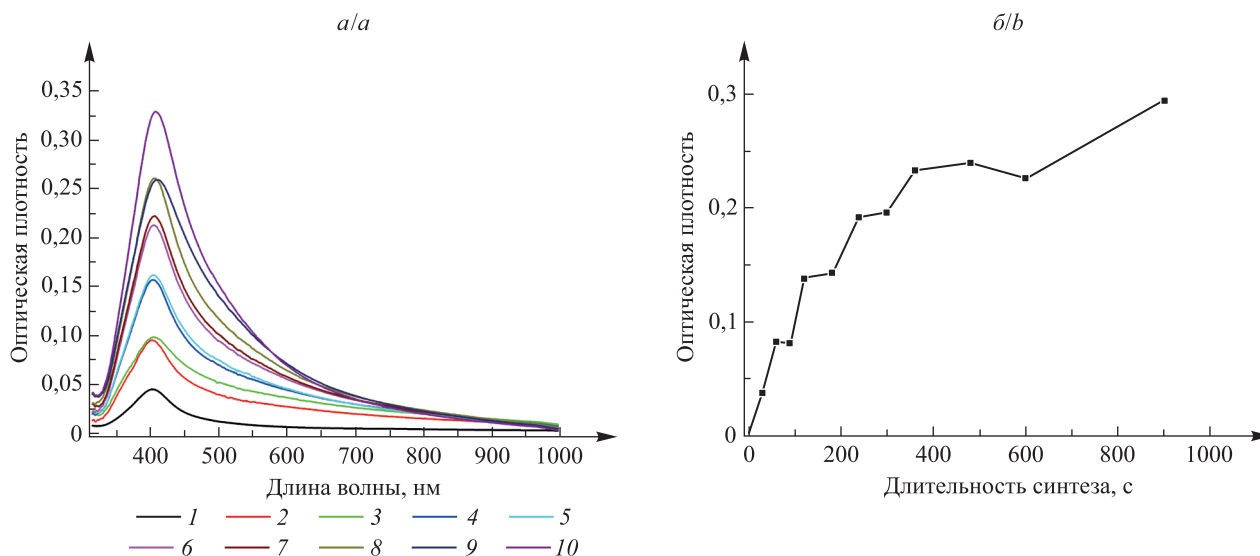 а/a
0,35
0,30
0,25
0,20
0,15
0,10
0,05
0
Оптическая плотность
400 500 600 700 800 900 1000
Длина волны, нм
1 2 3 4 5
6 7 8 9 10
б/b
0,3
0,2
0,1
0
Оптическая плотность
0 200 400 600 800 1000
Длительность синтеза, с